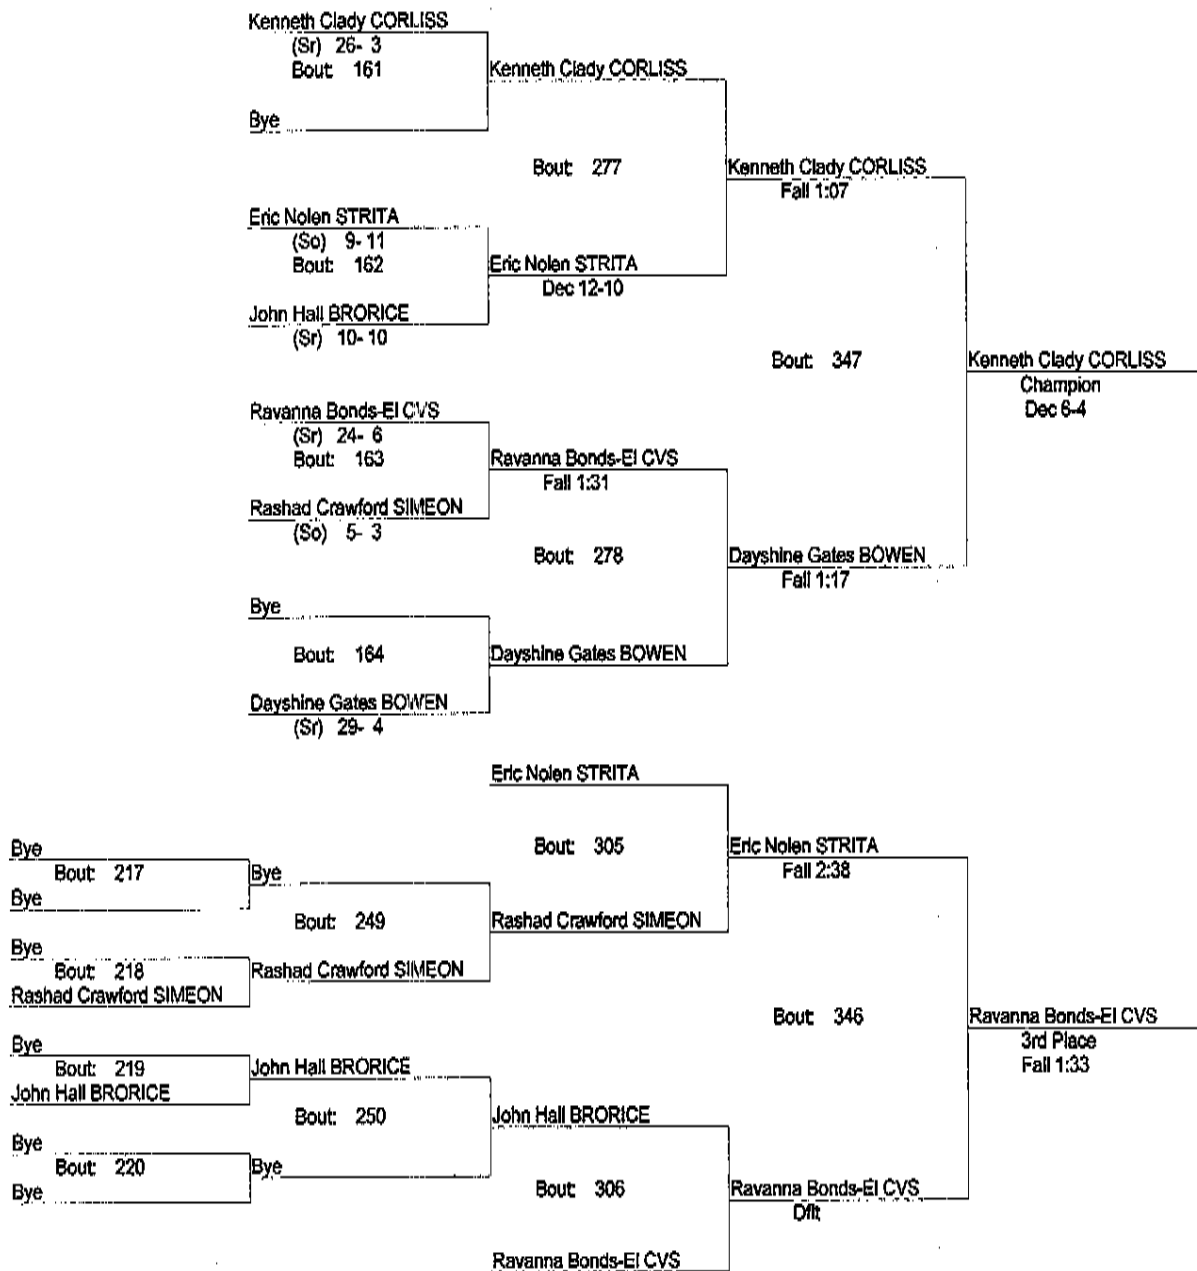 Kenneth Clady CORLISS
(Sr) 26- 3
Bout: 161
Kenneth Clady CORLISS
Bye
Bout: 277
Kenneth Clady CORLISS
Fall 1:07
Eric Nolen STRITA
(So) 9- 11
Bout: 162
Eric Nolen STRITA
Dec 12-10
John Hall BRORICE
(Sr) 10- 10
Bout: 347
Kenneth Clady CORLISS
Champion
Dec 6-4
Ravanna Bonds-El CVS
(Sr) 24- 6
Bout: 163
Ravanna Bonds-El CVS
Fall 1:31
Rashad Crawford SIMEON
(So) 5- 3
Bout: 278
Dayshine Gates BOWEN
Fall 1:17
Bye
Bout: 164
Dayshine Gates BOWEN
Dayshine Gates BOWEN
(Sr) 29- 4
Eric Nolen STRITA
Bout: 305
Eric Nolen STRITA
Fall 2:38
Bye
Bout: 217
Bye
Bye
Bout: 249
Rashad Crawford SIMEON
Bye
Bout: 218
Rashad Crawford SIMEON
Rashad Crawford SIMEON
Bout: 346
Ravanna Bonds-El CVS
3rd Place
Fall 1:33
Bye
Bout: 219
John Hall BRORICE
John Hall BRORICE
Bout: 250
John Hall BRORICE
Bye
Bout: 220
Bye
Bye
Bout: 306
Ravanna Bonds-El CVS
Dflt
Ravanna Bonds-El CVS